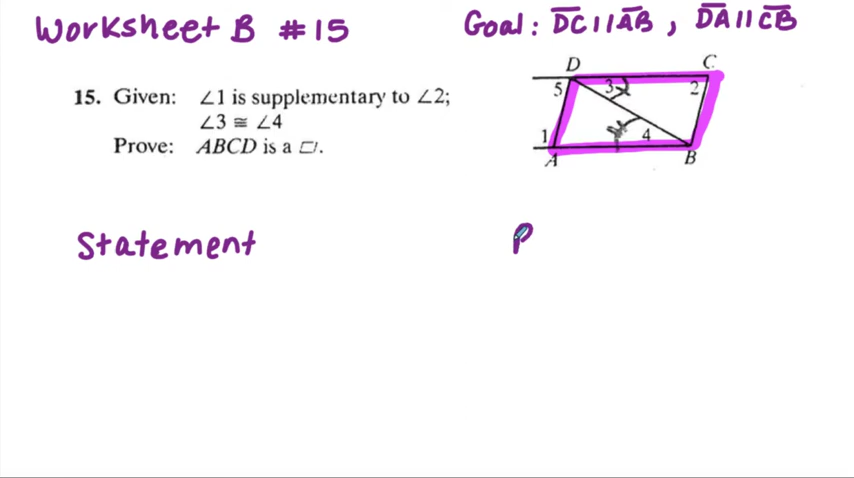 Worksheet B #15
Goal: DC || AB, DA || CB
15. Given: ∠1 is supplementary to ∠2;
∠3 ≅ ∠4
Prove: ABCD is a ▱.
D C
5 3 2
1 4
A B
Statement R